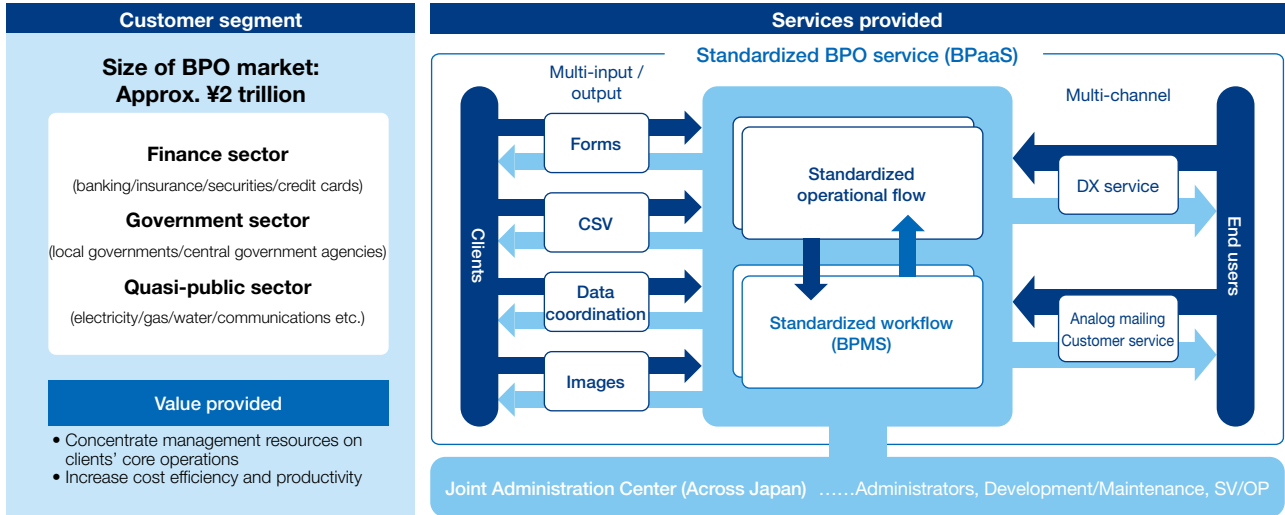 Customer segment
Size of BPO market:
Approx. ¥2 trillion
Finance sector
(banking/insurance/securities/credit cards)
Government sector
(local governments/central government agencies)
Quasi-public sector
(electricity/gas/water/communications etc.)
Value provided
• Concentrate management resources on
clients' core operations
• Increase cost efficiency and productivity
Services provided
Standardized BPO service (BPaaS)
Multi-input /
output
Multi-channel
Clients
Forms
CSV
Data
coordination
Images
Standardized
operational flow
Standardized workflow
(BPMS)
DX service
Analog mailing
Customer service
End users
Joint Administration Center (Across Japan) ......Administrators, Development/Maintenance, SV/OP